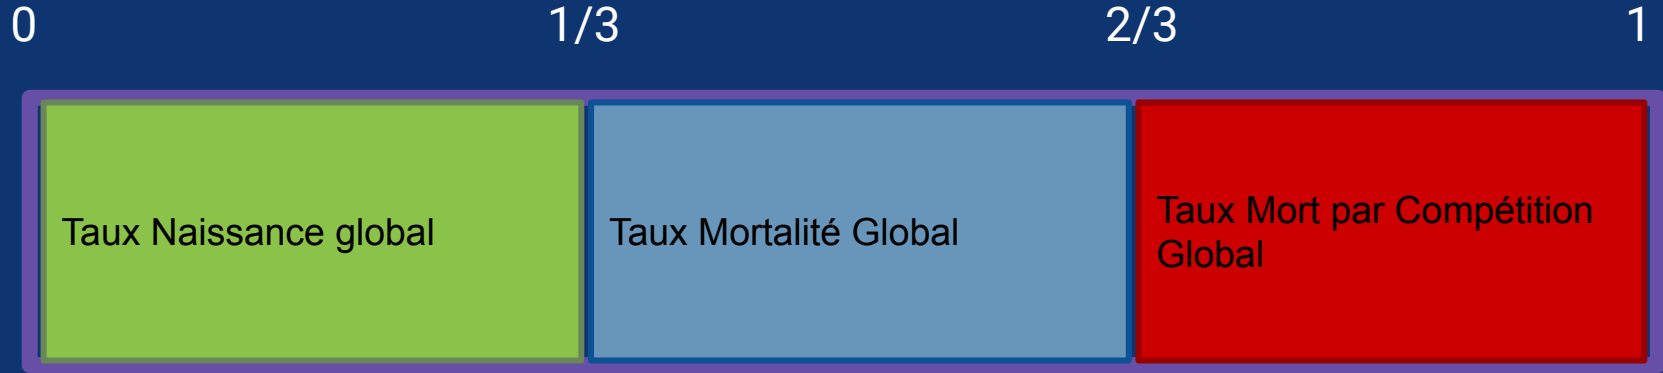 0 1/3 2/3 1
Taux Naissance global
Taux Mortalité Global
Taux Mort par Compétition
Global